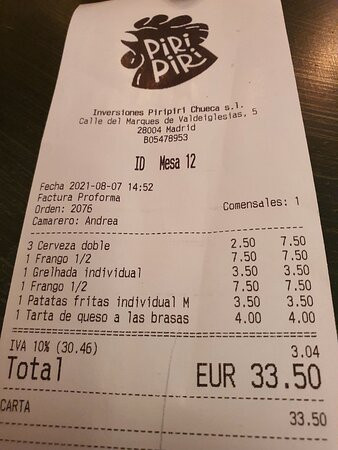 PiRi
PiRi
Inversiones Piripiri Chueca s.l.
Calle del Marques de Valdeiglesias, 5
28004 Madrid
B05478953
ID Mesa 12
Fecha 2021-08-07 14:52
Factura Proforma
Orden: 2076 Comensales: 1
Camarero: Andrea
3 Cerveza doble 2.50 7.50
1 Frango 1/2 7.50 7.50
1 Grelhada individual 3.50 3.50
1 Frango 1/2 7.50 7.50
1 Patatas fritas individual M 3.50 3.50
1 Tarta de queso a las brasas 4.00 4.00
IVA 10% (30.46) 3.04
Total EUR 33.50
CARTA 33.50